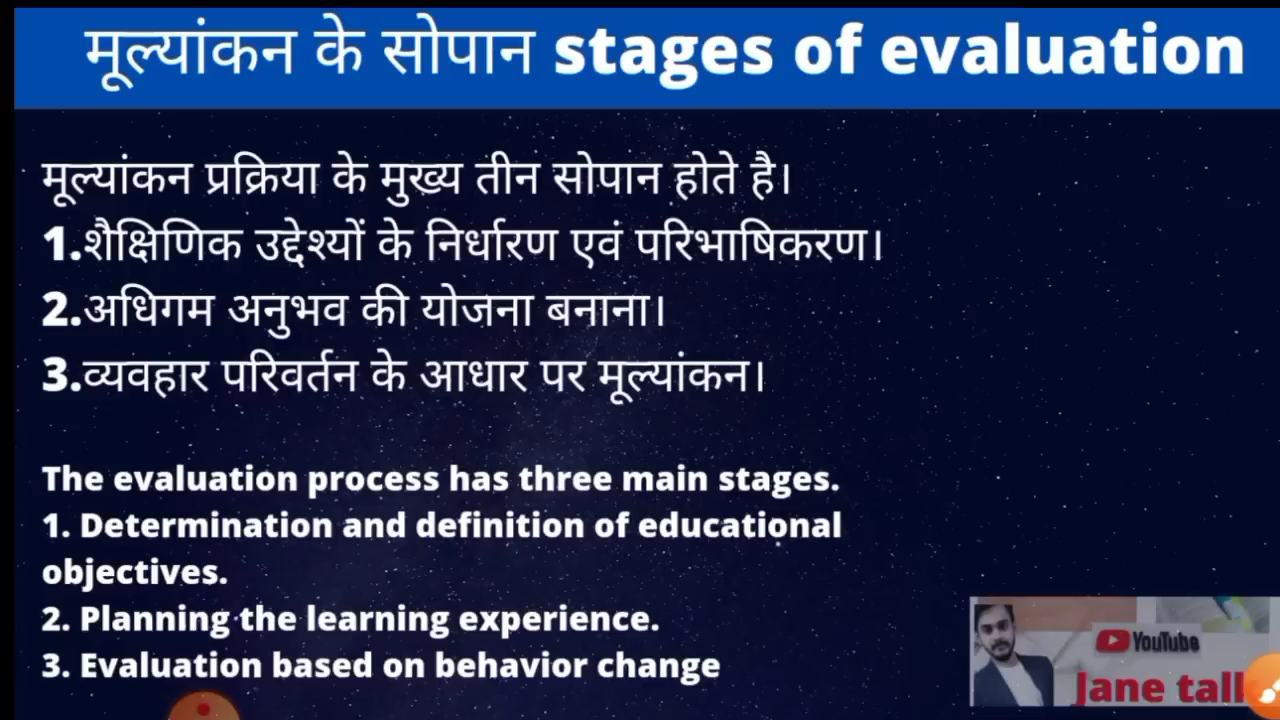 मूल्यांकन के सोपान stages of evaluation
मूल्यांकन प्रक्रिया के मुख्य तीन सोपान होते है।
1.शैक्षिणिक उद्देश्यों के निर्धारण एवं परिभाषिकरण।
2.अधिगम अनुभव की योजना बनाना।
3.व्यवहार परिवर्तन के आधार पर मूल्यांकन।
The evaluation process has three main stages.
1. Determination and definition of educational
objectives.
2. Planning the learning experience.
3. Evaluation based on behavior change
YouTube
Jane